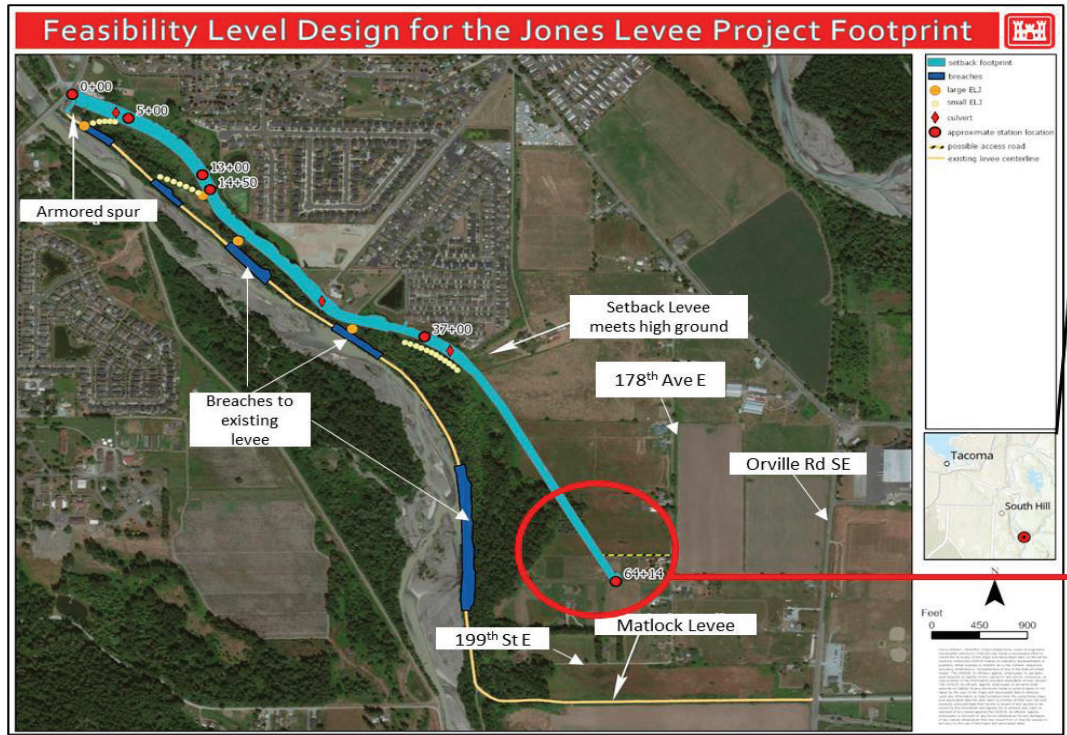 Feasibility Level Design for the Jones Levee Project Footprint
setback footprint
breaches
large ELJ
small ELJ
culvert
approximate station location
possible access road
existing levee centerline
0+00
5+00
13+00
14+50
Armored spur
37+00
Setback Levee
meets high ground
178th Ave E
Breaches to
existing
levee
Orville Rd SE
64+14
199th St E
Matlock Levee
Tacoma
South Hill
N
Feet
0 450 900